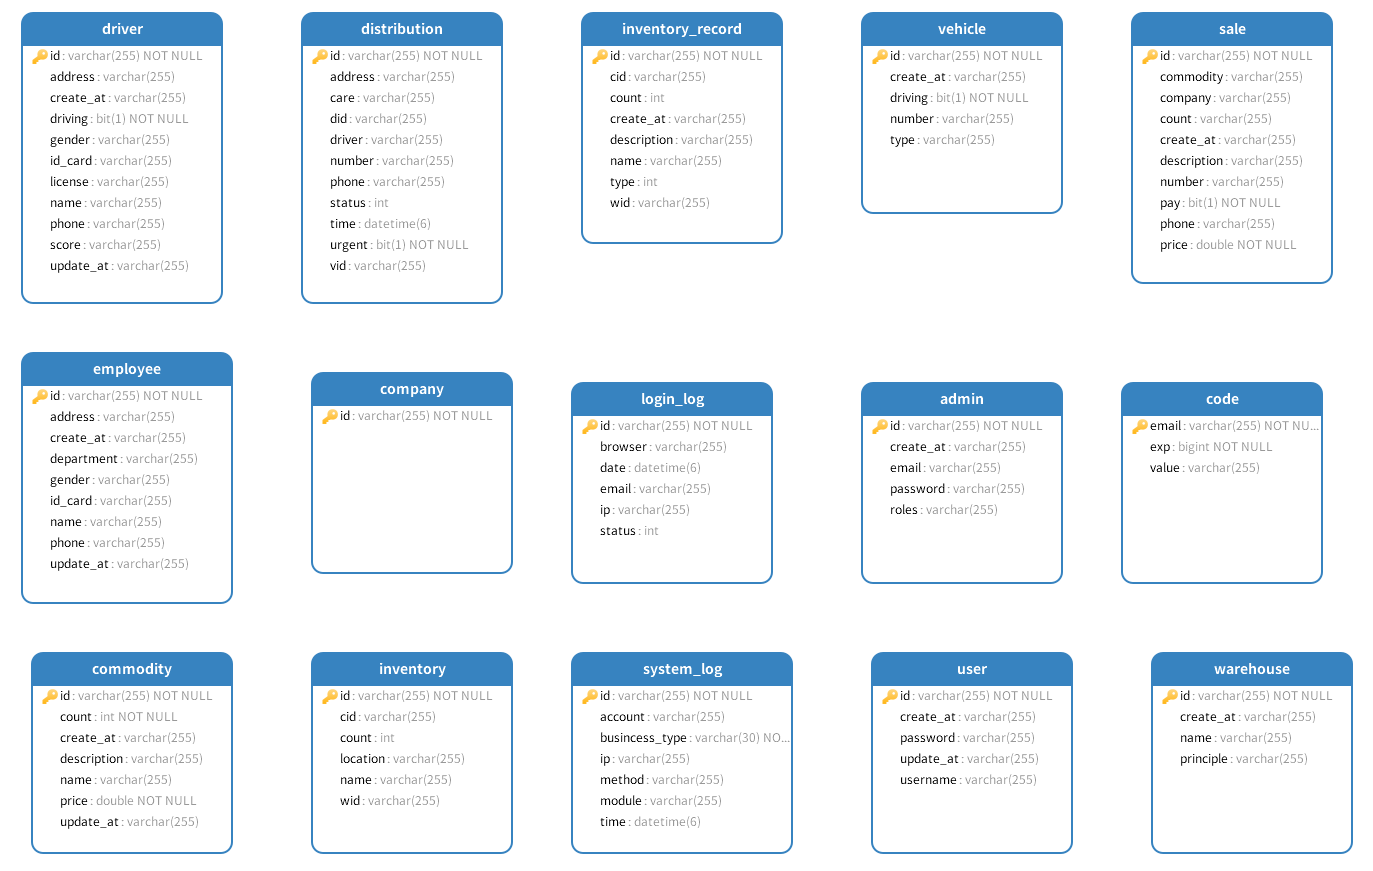 driver
id : varchar(255) NOT NULL
address : varchar(255)
create_at : varchar(255)
driving : bit(1) NOT NULL
gender : varchar(255)
id_card : varchar(255)
license : varchar(255)
name : varchar(255)
phone : varchar(255)
score : varchar(255)
update_at : varchar(255)
distribution
id : varchar(255) NOT NULL
address : varchar(255)
care : varchar(255)
did : varchar(255)
driver : varchar(255)
number : varchar(255)
phone : varchar(255)
status : int
time : datetime(6)
urgent : bit(1) NOT NULL
vid : varchar(255)
inventory_record
id : varchar(255) NOT NULL
cid : varchar(255)
count : int
create_at : varchar(255)
description : varchar(255)
name : varchar(255)
type : int
wid : varchar(255)
vehicle
id : varchar(255) NOT NULL
create_at : varchar(255)
driving : bit(1) NOT NULL
number : varchar(255)
type : varchar(255)
sale
id : varchar(255) NOT NULL
commodity : varchar(255)
company : varchar(255)
count : varchar(255)
create_at : varchar(255)
description : varchar(255)
number : varchar(255)
pay : bit(1) NOT NULL
phone : varchar(255)
price : double NOT NULL
employee
id : varchar(255) NOT NULL
address : varchar(255)
create_at : varchar(255)
department : varchar(255)
gender : varchar(255)
id_card : varchar(255)
name : varchar(255)
phone : varchar(255)
update_at : varchar(255)
company
id : varchar(255) NOT NULL
login_log
id : varchar(255) NOT NULL
browser : varchar(255)
date : datetime(6)
email : varchar(255)
ip : varchar(255)
status : int
admin
id : varchar(255) NOT NULL
create_at : varchar(255)
email : varchar(255)
password : varchar(255)
roles : varchar(255)
code
email : varchar(255) NOT NU...
exp : bigint NOT NULL
value : varchar(255)
commodity
id : varchar(255) NOT NULL
count : int NOT NULL
create_at : varchar(255)
description : varchar(255)
name : varchar(255)
price : double NOT NULL
update_at : varchar(255)
inventory
id : varchar(255) NOT NULL
cid : varchar(255)
count : int
location : varchar(255)
name : varchar(255)
wid : varchar(255)
system_log
id : varchar(255) NOT NULL
account : varchar(255)
busincess_type : varchar(30) NO...
ip : varchar(255)
method : varchar(255)
module : varchar(255)
time : datetime(6)
user
id : varchar(255) NOT NULL
create_at : varchar(255)
password : varchar(255)
update_at : varchar(255)
username : varchar(255)
warehouse
id : varchar(255) NOT NULL
create_at : varchar(255)
name : varchar(255)
principle : varchar(255)